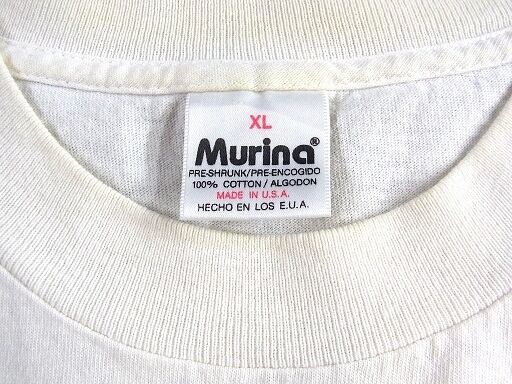 XL
Murina®
PRE-SHRUNK/PRE-ENCOGIDO
100% COTTON/ALGODON
MADE IN U.S.A.
HECHO EN LOS E.U.A.